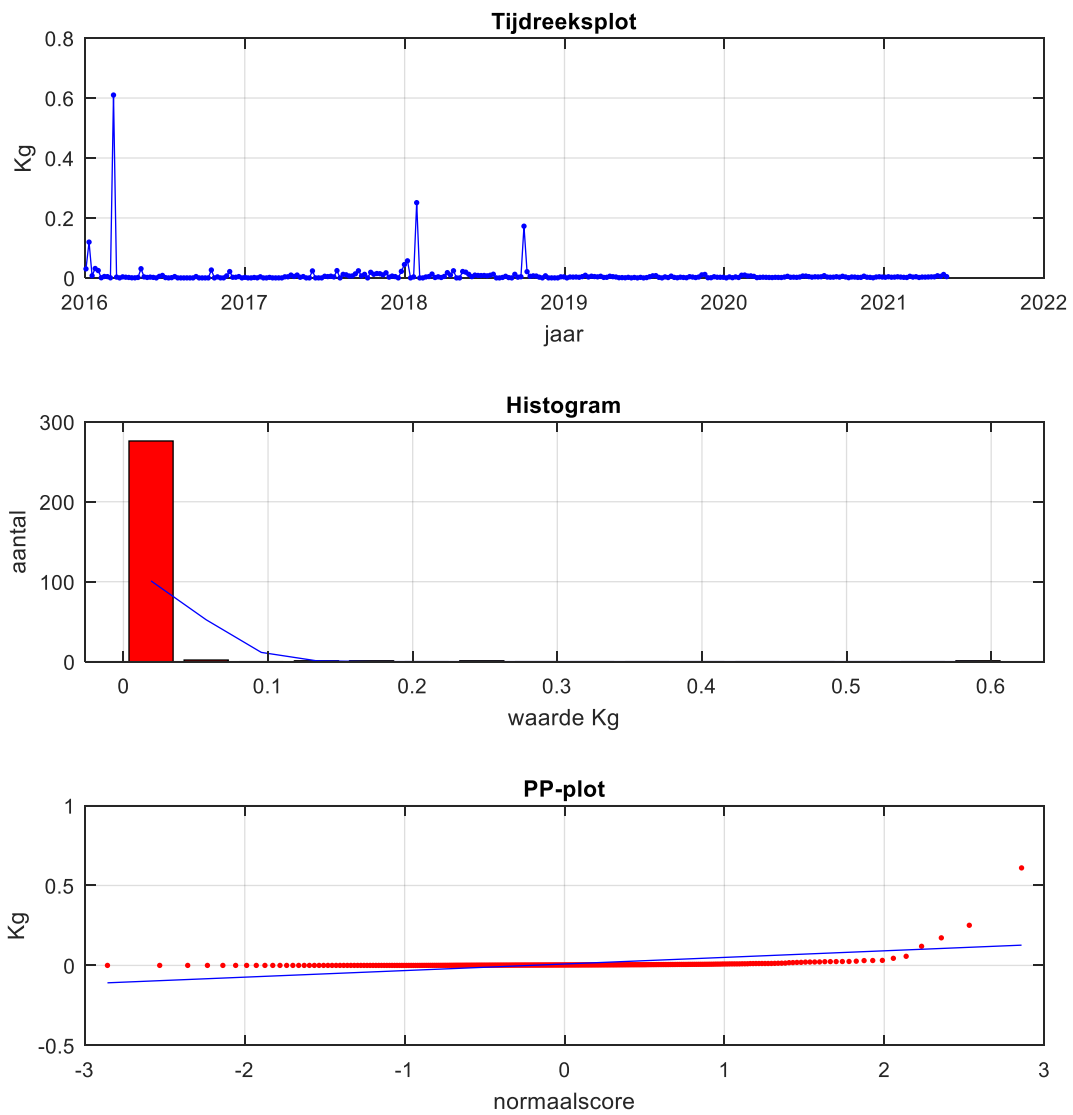 Tijdreeksplot
0.8
0.6
0.4
0.2
0
Kg
2016 2017 2018 2019 2020 2021 2022
jaar
Histogram
300
200
100
0
aantal
0 0.1 0.2 0.3 0.4 0.5 0.6
waarde Kg
PP-plot
1
0.5
0
-0.5
Kg
-3 -2 -1 0 1 2 3
normaalscore